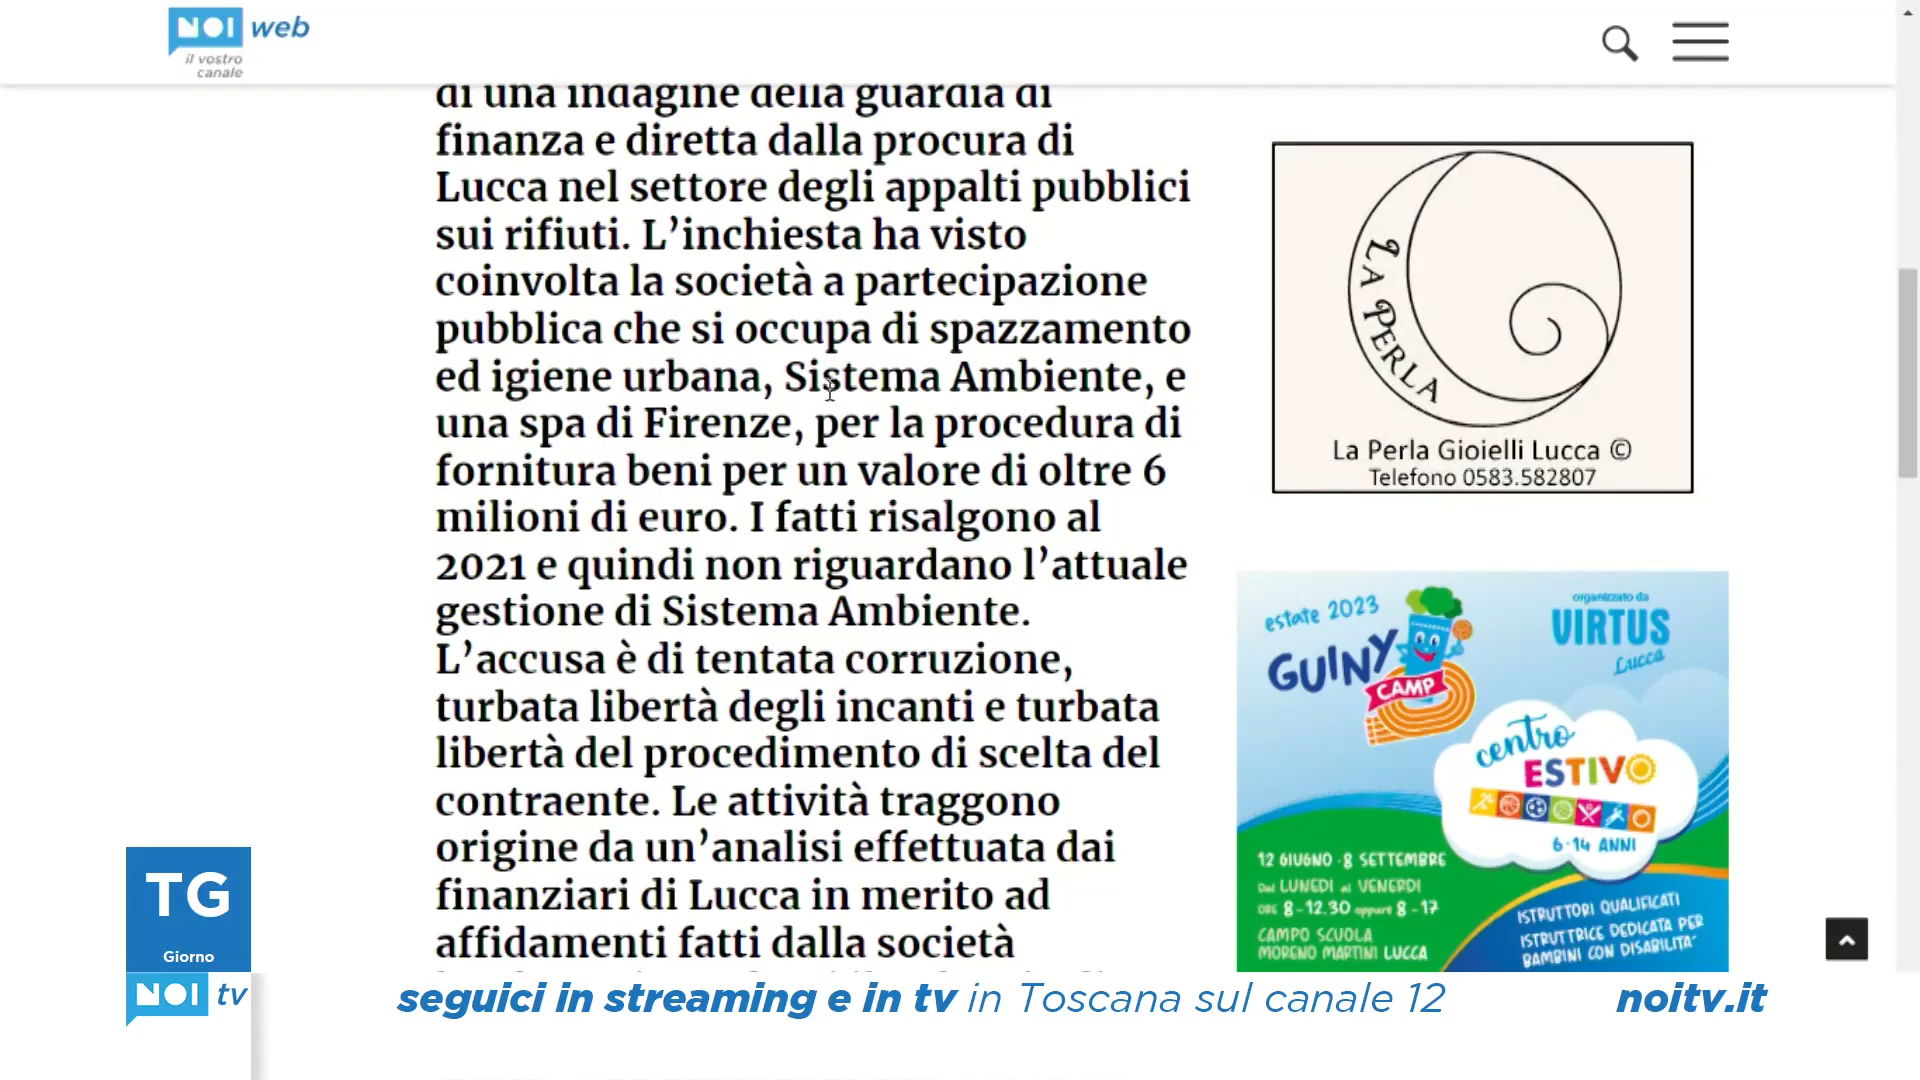 NOI web
il vostro
canale
di una indagine della guardia di
finanza e diretta dalla procura di
Lucca nel settore degli appalti pubblici
sui rifiuti. L’inchiesta ha visto
coinvolta la società a partecipazione
pubblica che si occupa di spazzamento
ed igiene urbana, Sistema Ambiente, e
una spa di Firenze, per la procedura di
fornitura beni per un valore di oltre 6
milioni di euro. I fatti risalgono al
2021 e quindi non riguardano l’attuale
gestione di Sistema Ambiente.
L’accusa è di tentata corruzione,
turbata libertà degli incanti e turbata
libertà del procedimento di scelta del
contraente. Le attività traggono
origine da un’analisi effettuata dai
finanziari di Lucca in merito ad
affidamenti fatti dalla società
LA PERLA
La Perla Gioielli Lucca ©
Telefono 0583.582807
estate 2023
GUINY
CAMP
organizzato da
VIRTUS
Lucca
centro
ESTIVO
6-14 ANNI
12 GIUGNO - 8 SETTEMBRE
Dal LUNEDI al VENERDI
ORE 8-12.30 oppure 8-17
CAMPO SCUOLA
MORENO MARTINI LUCCA
ISTRUTTORI QUALIFICATI
ISTRUTTRICE DEDICATA PER
BAMBINI CON DISABILITA'
TG
Giorno
NOI tv
seguici in streaming e in tv in Toscana sul canale 12
noitv.it